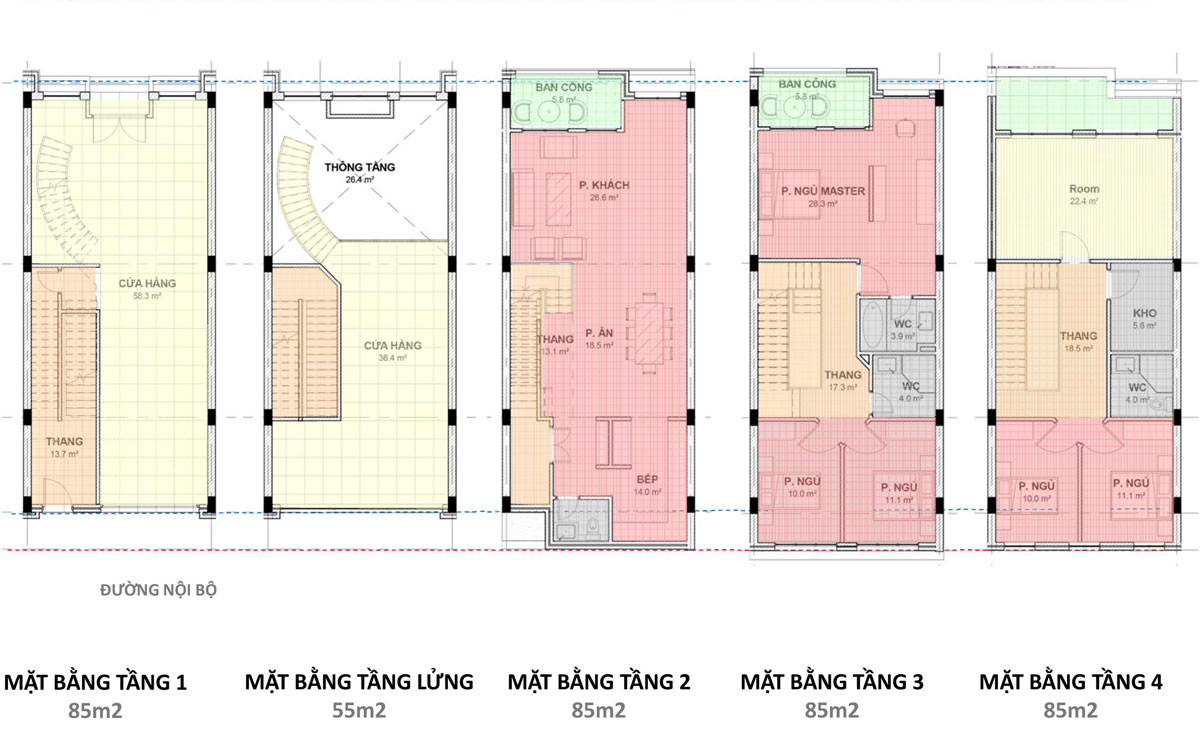 CỬA HÀNG
58.3 m²
THANG
13.7 m²
THÔNG TẦNG
26.4 m²
CỬA HÀNG
36.4 m²
BAN CÔNG
5.8 m²
P. KHÁCH
26.6 m²
THANG
13.1 m²
P. ĂN
18.5 m²
BẾP
14.0 m²
BAN CÔNG
5.8 m²
P. NGỦ MASTER
28.3 m²
WC
3.9 m²
THANG
17.3 m²
WC
4.0 m²
P. NGỦ
10.0 m²
P. NGỦ
11.1 m²
Room
22.4 m²
KHO
5.6 m²
THANG
18.5 m²
WC
4.0 m²
P. NGỦ
10.0 m²
P. NGỦ
11.1 m²
ĐƯỜNG NỘI BỘ
MẶT BẰNG TẦNG 1
85m2
MẶT BẰNG TẦNG LỬNG
55m2
MẶT BẰNG TẦNG 2
85m2
MẶT BẰNG TẦNG 3
85m2
MẶT BẰNG TẦNG 4
85m2